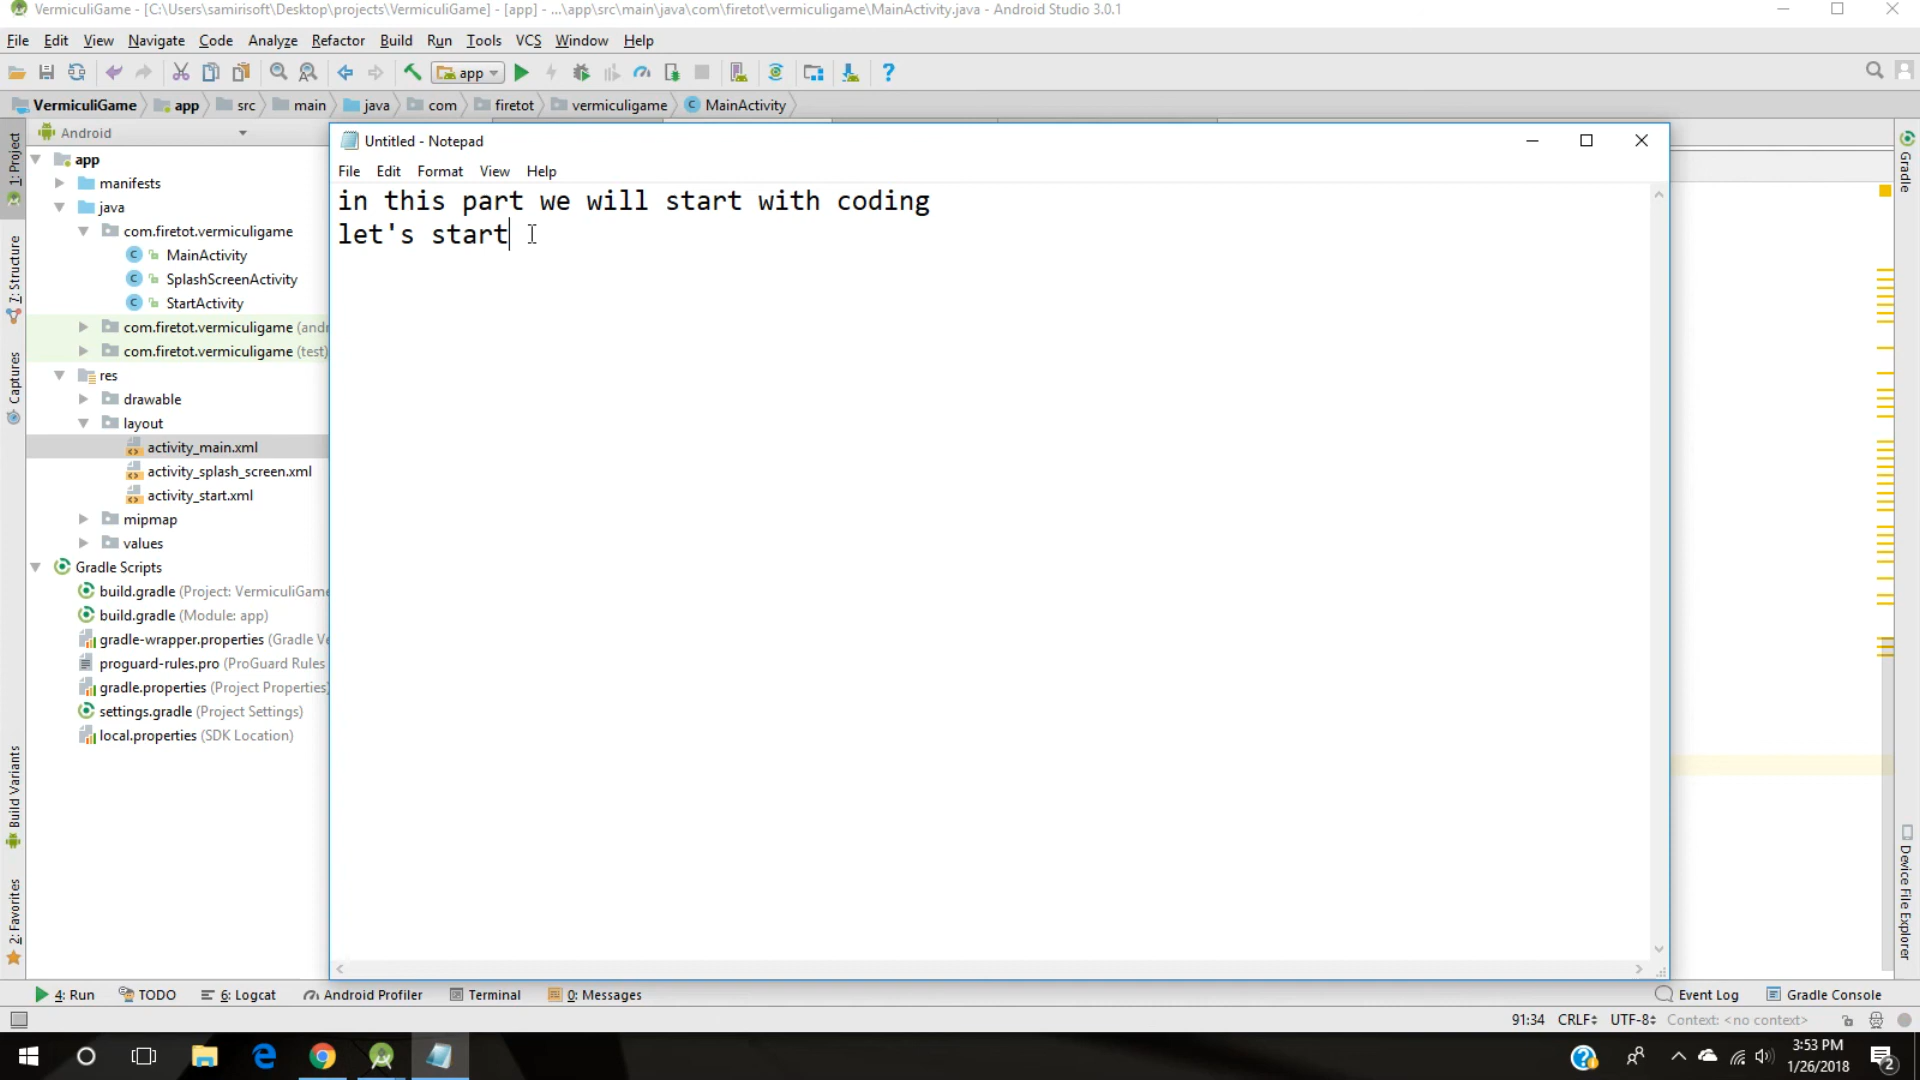 VermiculiGame - [C:\Users\samirisoft\Desktop\projects\VermiculiGame] - [app] - ...\app\src\main\java\com\firetot\vermiculigame\MainActivity.java - Android Studio 3.0.1
File Edit View Navigate Code Analyze Refactor Build Run Tools VCS Window Help
app
VermiculiGame app src main java com firetot vermiculigame MainActivity
Android
Untitled - Notepad
File Edit Format View Help
in this part we will start with coding
let's start
app
manifests
java
com.firetot.vermiculigame
MainActivity
SplashScreenActivity
StartActivity
com.firetot.vermiculigame (andr
com.firetot.vermiculigame (test)
res
drawable
layout
activity_main.xml
activity_splash_screen.xml
activity_start.xml
mipmap
values
Gradle Scripts
build.gradle (Project: VermiculiGame
build.gradle (Module: app)
gradle-wrapper.properties (Gradle Ve
proguard-rules.pro (ProGuard Rules
gradle.properties (Project Properties)
settings.gradle (Project Settings)
local.properties (SDK Location)
1: Project
7: Structure
Captures
Build Variants
2: Favorites
Gradle
Device File Explorer
4: Run TODO 6: Logcat Android Profiler Terminal 0: Messages Event Log Gradle Console
91:34 CRLF UTF-8 Context: <no context>
3:53 PM
1/26/2018
2